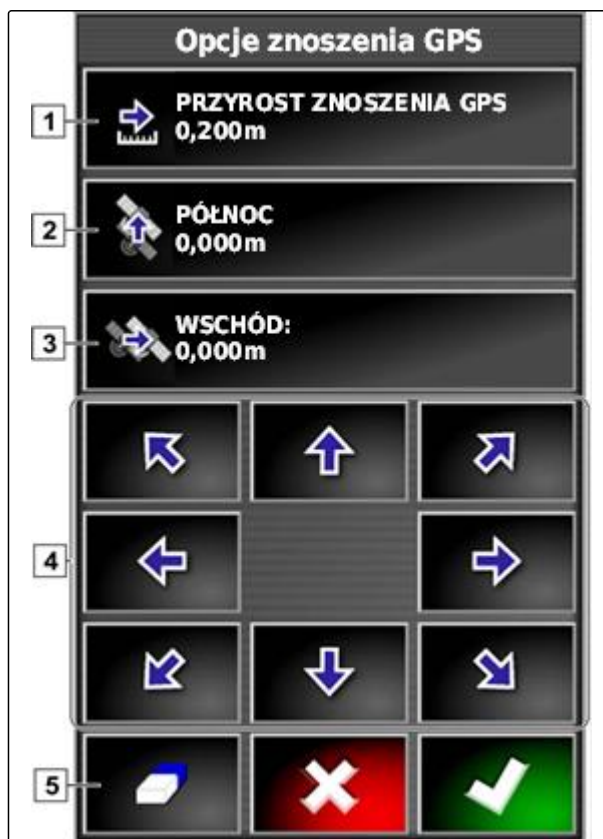 Opcje znoszenia GPS
1
PRZYROST ZNOSZENIA GPS
0,200m
2
PÓŁNOC
0,000m
3
WSCHÓD:
0,000m
4
5